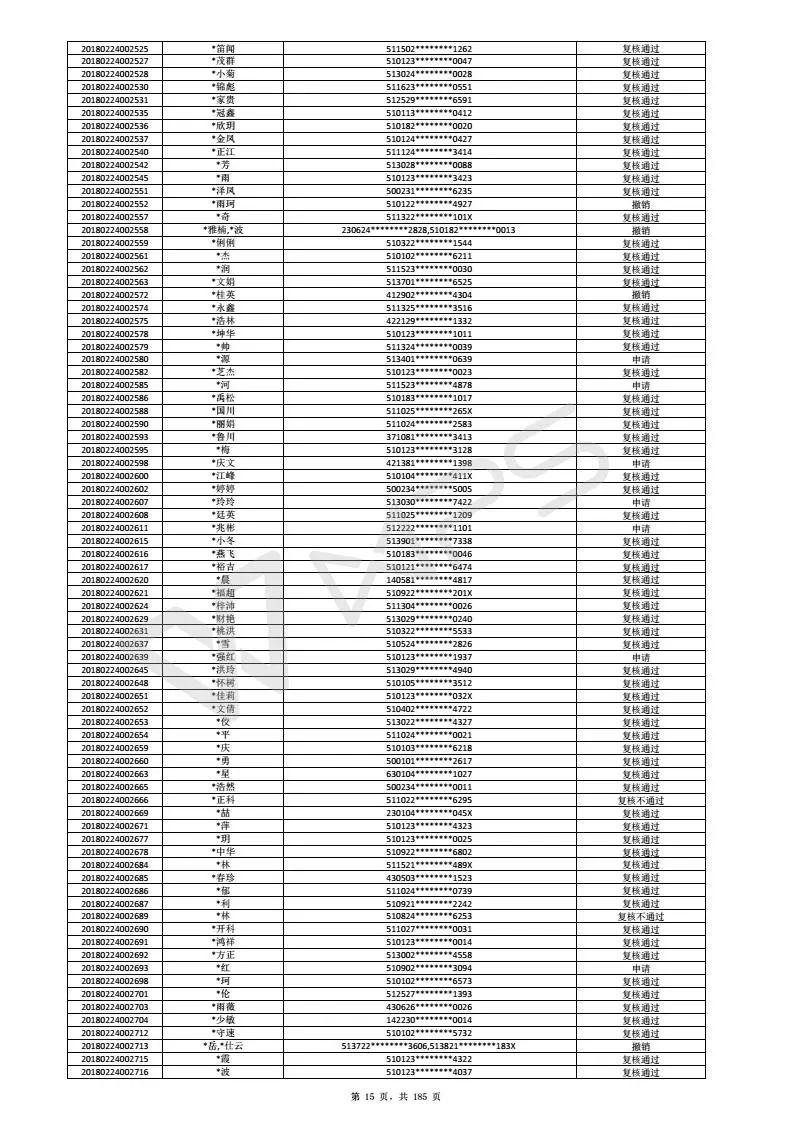 20180224002525 *笛闻 511502********1262 复核通过
20180224002527 *茂群 510123********0047 复核通过
20180224002528 *小菊 513024********0028 复核通过
20180224002530 *锦彪 511623********0551 复核通过
20180224002531 *家贵 512529********6591 复核通过
20180224002535 *冠鑫 510113********0412 复核通过
20180224002536 *欣玥 510182********0020 复核通过
20180224002537 *金凤 510124********0427 复核通过
20180224002540 *正江 511124********3414 复核通过
20180224002542 *芳 513028********0088 复核通过
20180224002545 *雨 510123********3423 复核通过
20180224002551 *泽凤 500231********6235 复核通过
20180224002552 *雨珂 510122********4927 撤销
20180224002557 *奇 511322********101X 复核通过
20180224002558 *雅楠,*波 230624********2828,510182********0013 撤销
20180224002559 *俐俐 510322********1544 复核通过
20180224002561 *杰 510102********6211 复核通过
20180224002562 *润 511523********0030 复核通过
20180224002563 *文娟 513701********6525 复核通过
20180224002572 *桂英 412902********4304 撤销
20180224002574 *永鑫 511325********3516 复核通过
20180224002575 *浩林 422129********1332 复核通过
20180224002578 *坤华 510123********1011 复核通过
20180224002579 *帅 511324********0039 复核通过
20180224002580 *源 513401********0639 申请
20180224002582 *芝杰 510123********0023 复核通过
20180224002585 *河 511523********4878 申请
20180224002586 *禹松 510183********1017 复核通过
20180224002588 *国川 511025********265X 复核通过
20180224002590 *丽娟 511024********2583 复核通过
20180224002593 *鲁川 371081********3413 复核通过
20180224002595 *梅 510123********3128 复核通过
20180224002598 *庆文 421381********1398 申请
20180224002600 *江峰 510104********411X 复核通过
20180224002602 *婷婷 500234********5005 复核通过
20180224002607 *玲玲 513030********7422 申请
20180224002608 *廷英 511025********1209 复核通过
20180224002611 *兆彬 512222********1101 申请
20180224002615 *小冬 513901********7338 复核通过
20180224002616 *燕飞 510183********0046 复核通过
20180224002617 *裕古 510121********6474 复核通过
20180224002620 *晨 140581********4817 复核通过
20180224002621 *福超 510922********201X 复核通过
20180224002624 *梓沛 511304********0026 复核通过
20180224002629 *财艳 513029********0240 复核通过
20180224002631 *桃洪 510322********5533 复核通过
20180224002637 *雪 510524********2826 复核通过
20180224002639 *强红 510123********1937 申请
20180224002645 *洪玲 513029********4940 复核通过
20180224002648 *怀树 510105********3512 复核通过
20180224002651 *佳莉 510123********032X 复核通过
20180224002652 *文倩 510402********4722 复核通过
20180224002653 *佼 513022********4327 复核通过
20180224002654 *平 511024********0021 复核通过
20180224002659 *庆 510103********6218 复核通过
20180224002660 *勇 500101********2617 复核通过
20180224002663 *星 630104********1027 复核通过
20180224002665 *浩然 500234********0011 复核通过
20180224002666 *正科 511022********6295 复核不通过
20180224002669 *喆 230104********045X 复核通过
20180224002671 *萍 510123********4323 复核通过
20180224002677 *玥 510123********0025 复核通过
20180224002678 *中华 510922********6802 复核通过
20180224002684 *林 511521********489X 复核通过
20180224002685 *春珍 430503********1523 复核通过
20180224002686 *郁 511024********0739 复核通过
20180224002687 *利 510921********2242 复核通过
20180224002689 *林 510824********6253 复核不通过
20180224002690 *开科 511027********0031 复核通过
20180224002691 *鸿祥 510123********0014 复核通过
20180224002692 *方正 513002********4558 复核通过
20180224002693 *红 510902********3094 申请
20180224002698 *珂 510102********6573 复核通过
20180224002701 *伦 512527********1393 复核通过
20180224002703 *雨薇 430626********0026 复核通过
20180224002704 *少敏 142230********0014 复核通过
20180224002712 *守速 510102********5732 复核通过
20180224002713 *岳,*仕云 513722********3606,513821********183X 撤销
20180224002715 *霞 510123********4322 复核通过
20180224002716 *波 510123********4037 复核通过
第 15 页, 共 185 页